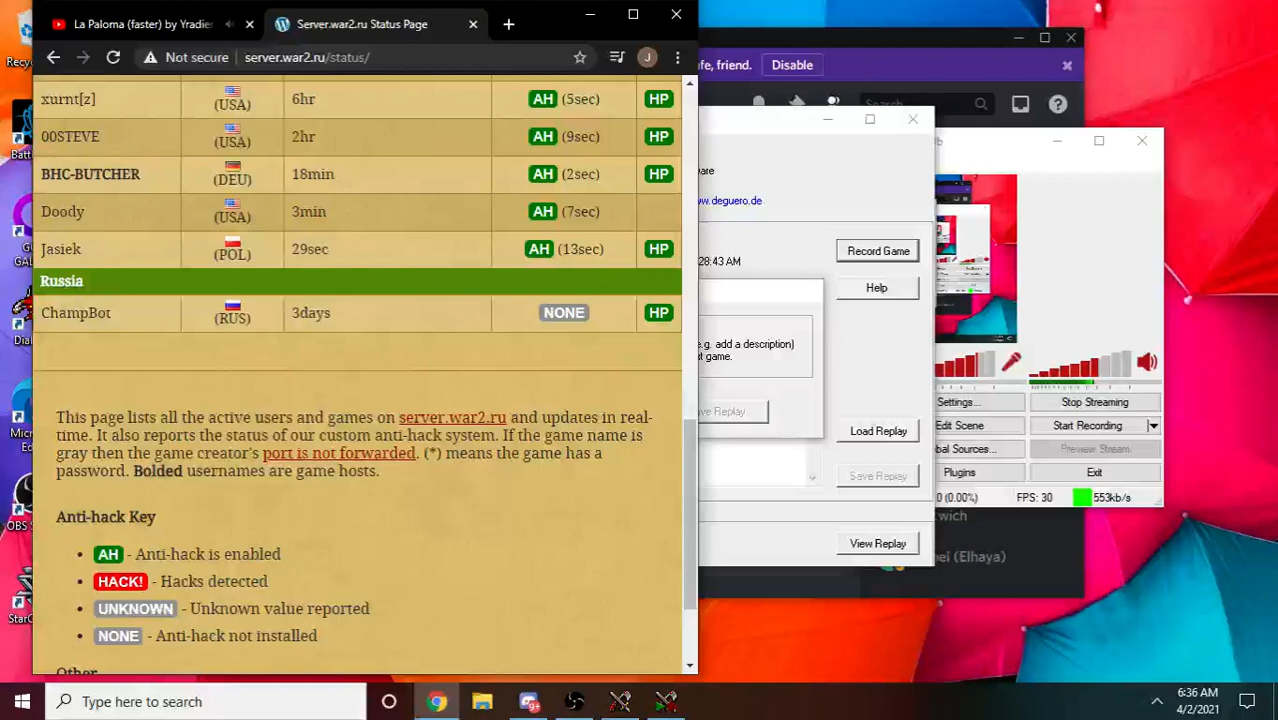 La Paloma (faster) by Yradier
Server.war2.ru Status Page
Not secure
server.war2.ru/status/
J
fe, friend.
Disable
Search
xurnt[z]
(USA)
6hr
AH (5sec)
HP
00STEVE
(USA)
2hr
AH (9sec)
HP
BHC-BUTCHER
(DEU)
18min
AH (2sec)
HP
Doody
(USA)
3min
AH (7sec)
Jasiek
(POL)
29sec
AH (13sec)
HP
Russia
ChampBot
(RUS)
3days
NONE
HP
This page lists all the active users and games on server.war2.ru and updates in real-
time. It also reports the status of our custom anti-hack system. If the game name is
gray then the game creator's port is not forwarded. (*) means the game has a
password. Bolded usernames are game hosts.
Anti-hack Key
AH - Anti-hack is enabled
HACK! - Hacks detected
UNKNOWN - Unknown value reported
NONE - Anti-hack not installed
Other
ware
ww.deguero.de
Record Game
:28:43 AM
Help
e.g. add a description)
xt game.
ve Replay
Load Replay
Save Replay
View Replay
Settings...
Stop Streaming
Edit Scene
Start Recording
bal Sources...
Preview Stream
Plugins
Exit
0 (0.00%)
FPS: 30
553kb/s
wich
ei (Elhaya)
Type here to search
6:36 AM
4/2/2021